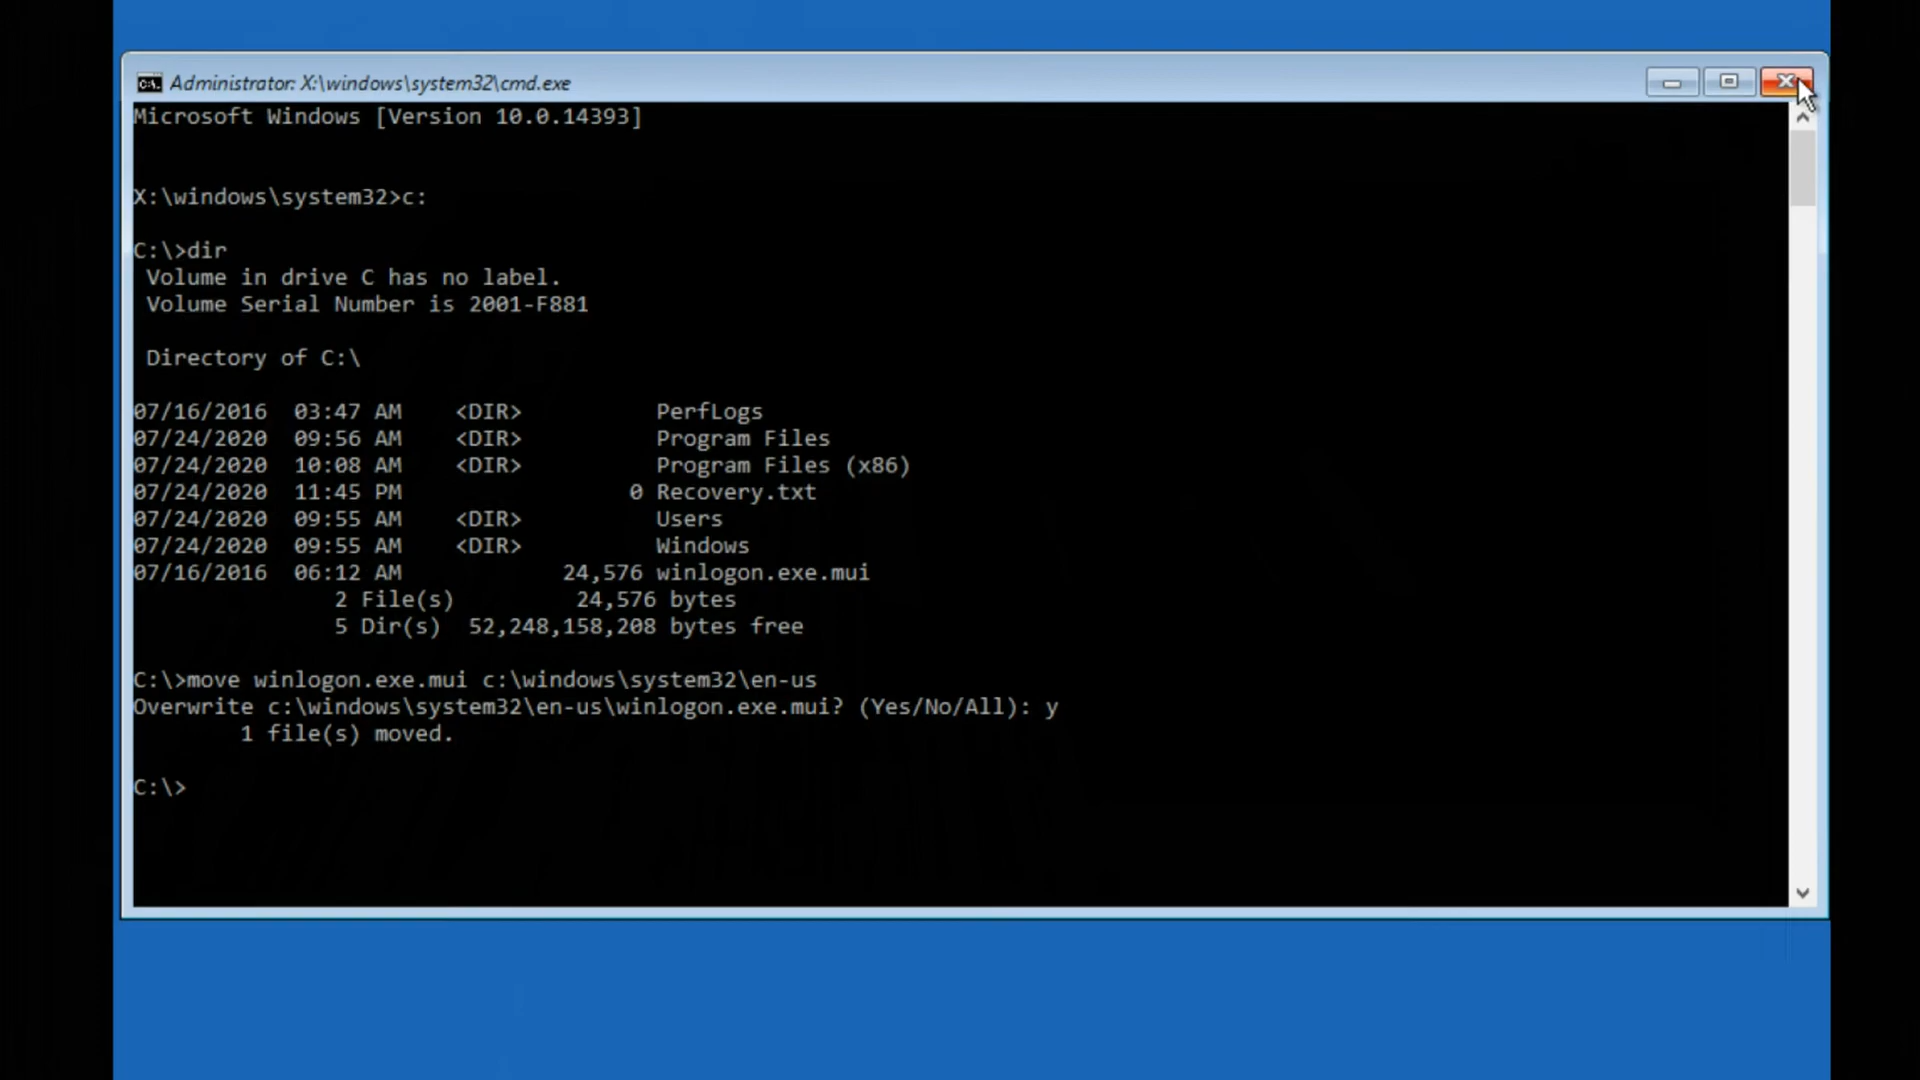 Administrator: X:\windows\system32\cmd.exe
Microsoft Windows [Version 10.0.14393]
X:\windows\system32>c:
C:\>dir
Volume in drive C has no label.
Volume Serial Number is 2001-F881
Directory of C:\
07/16/2016 03:47 AM <DIR> PerfLogs
07/24/2020 09:56 AM <DIR> Program Files
07/24/2020 10:08 AM <DIR> Program Files (x86)
07/24/2020 11:45 PM 0 Recovery.txt
07/24/2020 09:55 AM <DIR> Users
07/24/2020 09:55 AM <DIR> Windows
07/16/2016 06:12 AM 24,576 winlogon.exe.mui
2 File(s) 24,576 bytes
5 Dir(s) 52,248,158,208 bytes free
C:\>move winlogon.exe.mui c:\windows\system32\en-us
Overwrite c:\windows\system32\en-us\winlogon.exe.mui? (Yes/No/All): y
1 file(s) moved.
C:\>